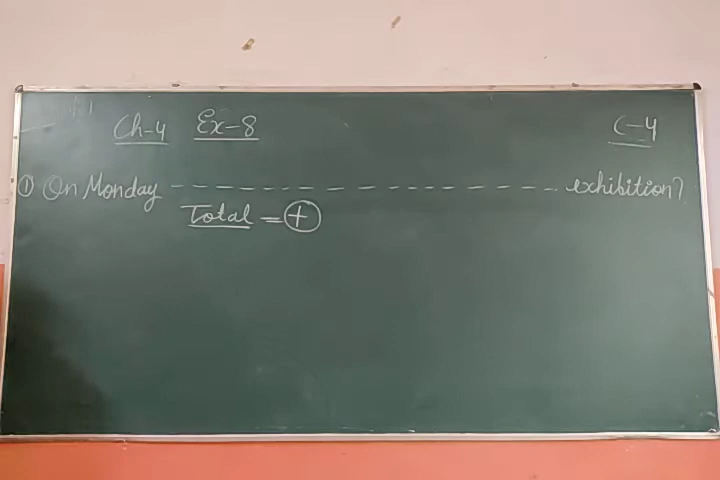 Ch-4 Ex-8 C-4
① On Monday - - - - - - - - - - - - - - - - exhibition?
Total = ⊕